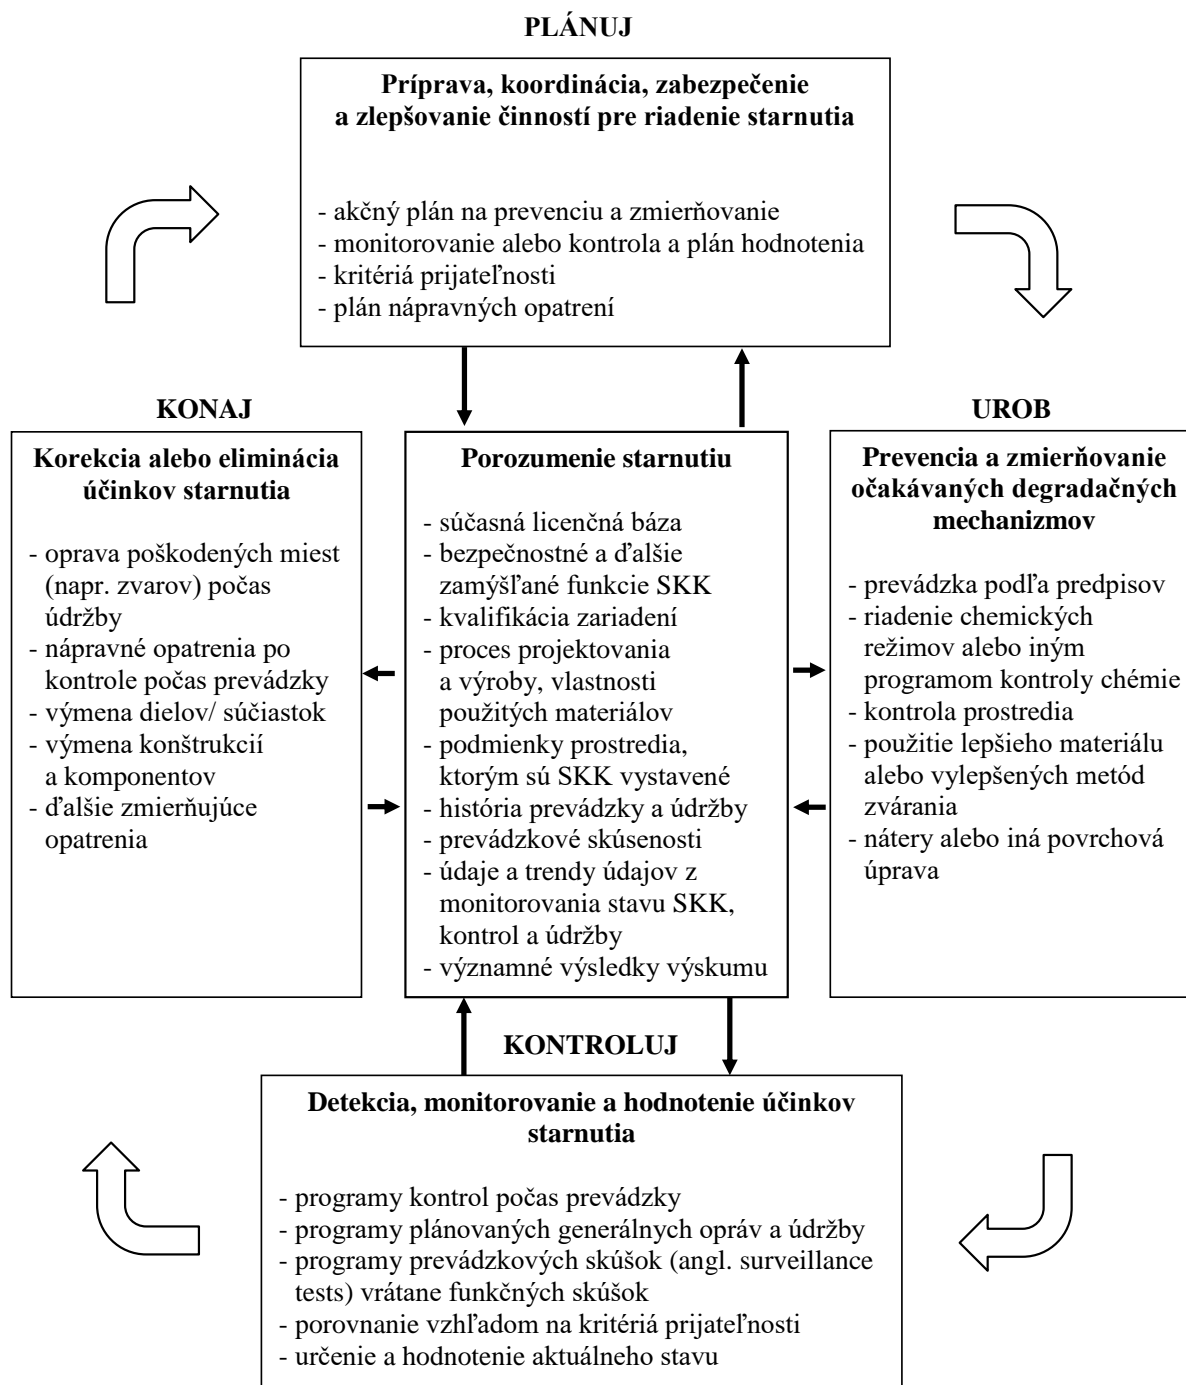 PLÁNUJ
Príprava, koordinácia, zabezpečenie
a zlepšovanie činností pre riadenie starnutia
- akčný plán na prevenciu a zmierňovanie
- monitorovanie alebo kontrola a plán hodnotenia
- kritériá prijateľnosti
- plán nápravných opatrení
KONAJ
Korekcia alebo eliminácia
účinkov starnutia
- oprava poškodených miest
(napr. zvarov) počas
údržby
- nápravné opatrenia po
kontrole počas prevádzky
- výmena dielov/ súčiastok
- výmena konštrukcií
a komponentov
- ďalšie zmierňujúce
opatrenia
Porozumenie starnutiu
- súčasná licenčná báza
- bezpečnostné a ďalšie
zamýšľané funkcie SKK
- kvalifikácia zariadení
- proces projektovania
a výroby, vlastnosti
použitých materiálov
- podmienky prostredia,
ktorým sú SKK vystavené
- história prevádzky a údržby
- prevádzkové skúsenosti
- údaje a trendy údajov z
monitorovania stavu SKK,
kontrol a údržby
- významné výsledky výskumu
UROB
Prevencia a zmierňovanie
očakávaných degradačných
mechanizmov
- prevádzka podľa predpisov
- riadenie chemických
režimov alebo iným
programom kontroly chémie
- kontrola prostredia
- použitie lepšieho materiálu
alebo vylepšených metód
zvárania
- nátery alebo iná povrchová
úprava
KONTROLUJ
Detekcia, monitorovanie a hodnotenie účinkov
starnutia
- programy kontrol počas prevádzky
- programy plánovaných generálnych opráv a údržby
- programy prevádzkových skúšok (angl. surveillance
tests) vrátane funkčných skúšok
- porovnanie vzhľadom na kritériá prijateľnosti
- určenie a hodnotenie aktuálneho stavu